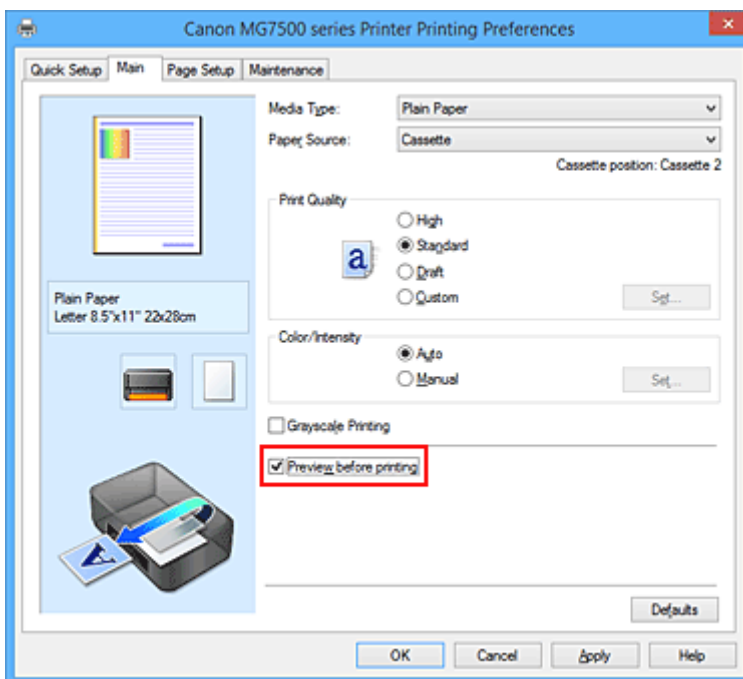 Canon MG7500 series Printer Printing Preferences
Quick Setup Main Page Setup Maintenance
Media Type: Plain Paper
Paper Source: Cassette
Cassette position: Cassette 2
Print Quality
High
a Standard
Draft
Plain Paper Custom Set...
Letter 8.5"x11" 22x28cm
Color/Intensity
Auto
Manual Set...
Grayscale Printing
Preview before printing
A
Defaults
OK Cancel Apply Help